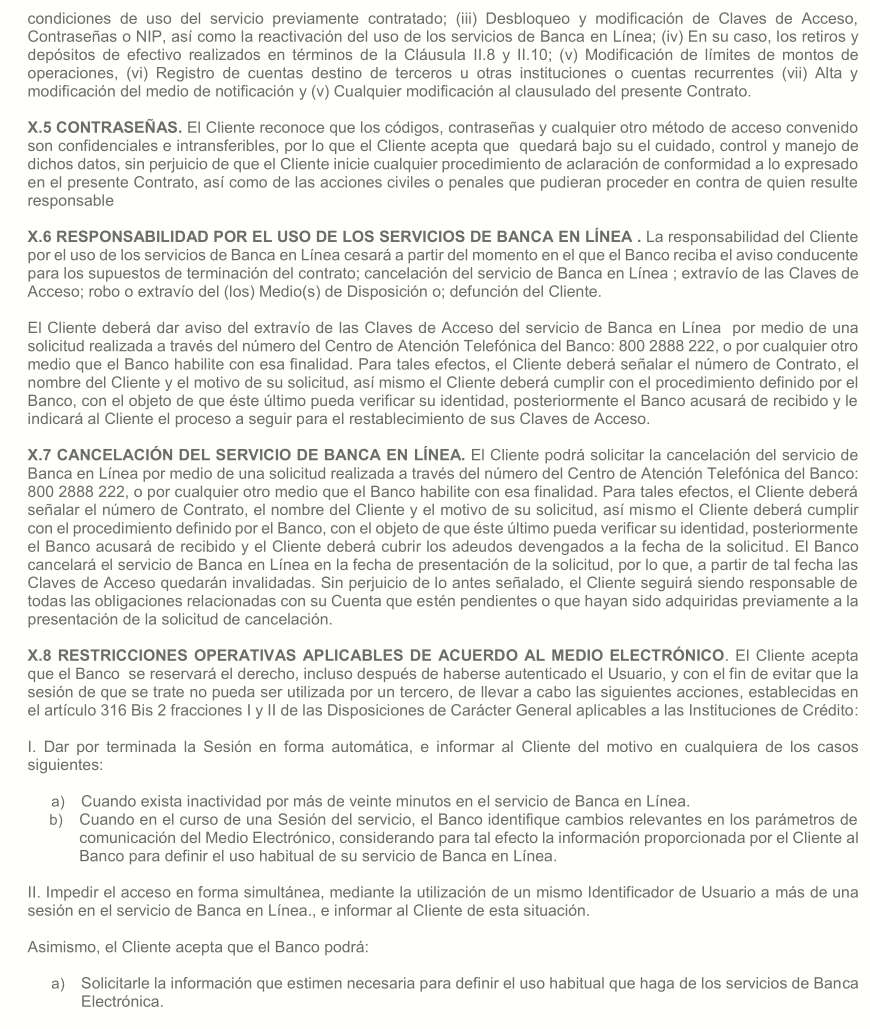 condiciones de uso del servicio previamente contratado; (iii) Desbloqueo y modificación de Claves de Acceso,
Contraseñas o NIP, así como la reactivación del uso de los servicios de Banca en Línea; (iv) En su caso, los retiros y
depósitos de efectivo realizados en términos de la Cláusula II.8 y II.10; (v) Modificación de límites de montos de
operaciones, (vi) Registro de cuentas destino de terceros u otras instituciones o cuentas recurrentes (vii) Alta y
modificación del medio de notificación y (v) Cualquier modificación al clausulado del presente Contrato.
X.5 CONTRASEÑAS. El Cliente reconoce que los códigos, contraseñas y cualquier otro método de acceso convenido
son confidenciales e intransferibles, por lo que el Cliente acepta que quedará bajo su el cuidado, control y manejo de
dichos datos, sin perjuicio de que el Cliente inicie cualquier procedimiento de aclaración de conformidad a lo expresado
en el presente Contrato, así como de las acciones civiles o penales que pudieran proceder en contra de quien resulte
responsable
X.6 RESPONSABILIDAD POR EL USO DE LOS SERVICIOS DE BANCA EN LÍNEA . La responsabilidad del Cliente
por el uso de los servicios de Banca en Línea cesará a partir del momento en el que el Banco reciba el aviso conducente
para los supuestos de terminación del contrato; cancelación del servicio de Banca en Línea ; extravío de las Claves de
Acceso; robo o extravío del (los) Medio(s) de Disposición o; defunción del Cliente.
El Cliente deberá dar aviso del extravío de las Claves de Acceso del servicio de Banca en Línea por medio de una
solicitud realizada a través del número del Centro de Atención Telefónica del Banco: 800 2888 222, o por cualquier otro
medio que el Banco habilite con esa finalidad. Para tales efectos, el Cliente deberá señalar el número de Contrato, el
nombre del Cliente y el motivo de su solicitud, así mismo el Cliente deberá cumplir con el procedimiento definido por el
Banco, con el objeto de que éste último pueda verificar su identidad, posteriormente el Banco acusará de recibido y le
indicará al Cliente el proceso a seguir para el restablecimiento de sus Claves de Acceso.
X.7 CANCELACIÓN DEL SERVICIO DE BANCA EN LÍNEA. El Cliente podrá solicitar la cancelación del servicio de
Banca en Línea por medio de una solicitud realizada a través del número del Centro de Atención Telefónica del Banco:
800 2888 222, o por cualquier otro medio que el Banco habilite con esa finalidad. Para tales efectos, el Cliente deberá
señalar el número de Contrato, el nombre del Cliente y el motivo de su solicitud, así mismo el Cliente deberá cumplir
con el procedimiento definido por el Banco, con el objeto de que éste último pueda verificar su identidad, posteriormente
el Banco acusará de recibido y el Cliente deberá cubrir los adeudos devengados a la fecha de la solicitud. El Banco
cancelará el servicio de Banca en Línea en la fecha de presentación de la solicitud, por lo que, a partir de tal fecha las
Claves de Acceso quedarán invalidadas. Sin perjuicio de lo antes señalado, el Cliente seguirá siendo responsable de
todas las obligaciones relacionadas con su Cuenta que estén pendientes o que hayan sido adquiridas previamente a la
presentación de la solicitud de cancelación.
X.8 RESTRICCIONES OPERATIVAS APLICABLES DE ACUERDO AL MEDIO ELECTRÓNICO. El Cliente acepta
que el Banco se reservará el derecho, incluso después de haberse autenticado el Usuario, y con el fin de evitar que la
sesión de que se trate no pueda ser utilizada por un tercero, de llevar a cabo las siguientes acciones, establecidas en
el artículo 316 Bis 2 fracciones I y II de las Disposiciones de Carácter General aplicables a las Instituciones de Crédito:
I. Dar por terminada la Sesión en forma automática, e informar al Cliente del motivo en cualquiera de los casos
siguientes:
a) Cuando exista inactividad por más de veinte minutos en el servicio de Banca en Línea.
b) Cuando en el curso de una Sesión del servicio, el Banco identifique cambios relevantes en los parámetros de
comunicación del Medio Electrónico, considerando para tal efecto la información proporcionada por el Cliente al
Banco para definir el uso habitual de su servicio de Banca en Línea.
II. Impedir el acceso en forma simultánea, mediante la utilización de un mismo Identificador de Usuario a más de una
sesión en el servicio de Banca en Línea., e informar al Cliente de esta situación.
Asimismo, el Cliente acepta que el Banco podrá:
a) Solicitarle la información que estimen necesaria para definir el uso habitual que haga de los servicios de Banca
Electrónica.